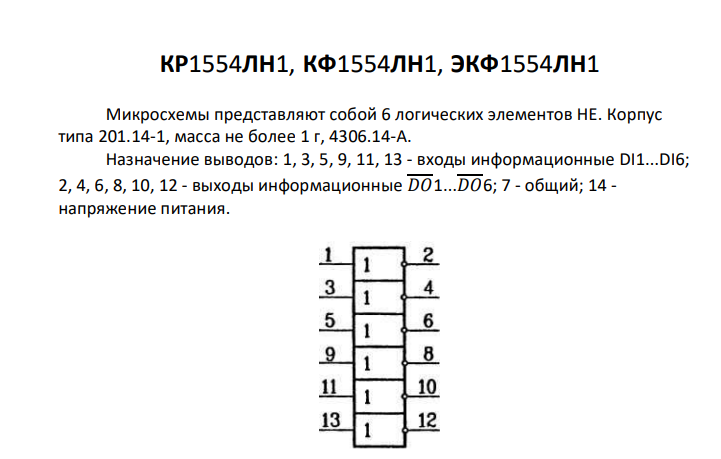 КР1554ЛН1, КФ1554ЛН1, ЭКФ1554ЛН1
Микросхемы представляют собой 6 логических элементов НЕ. Корпус
типа 201.14-1, масса не более 1 г, 4306.14-А.
Назначение выводов: 1, 3, 5, 9, 11, 13 - входы информационные DI1...DI6;
2, 4, 6, 8, 10, 12 - выходы информационные D̅O̅1...D̅O̅6; 7 - общий; 14 -
напряжение питания.
1 1 2
3 1 4
5 1 6
9 1 8
11 1 10
13 1 12